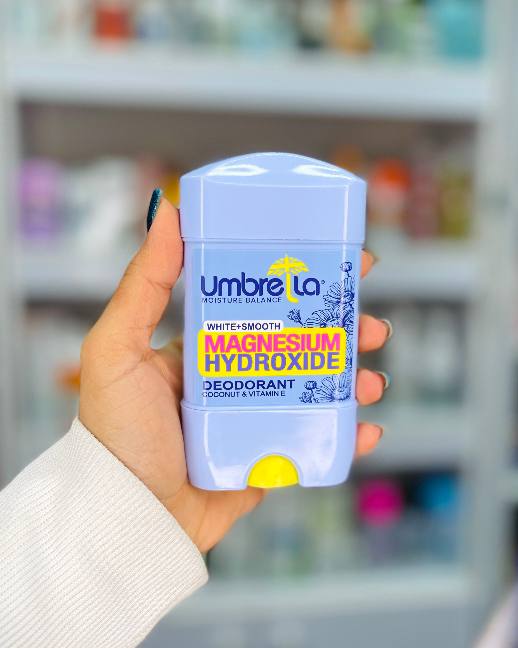 Umbrella®
MOISTURE BALANCE
WHITE+SMOOTH
MAGNESIUM
HYDROXIDE
DEODORANT
COCONUT & VITAMIN E